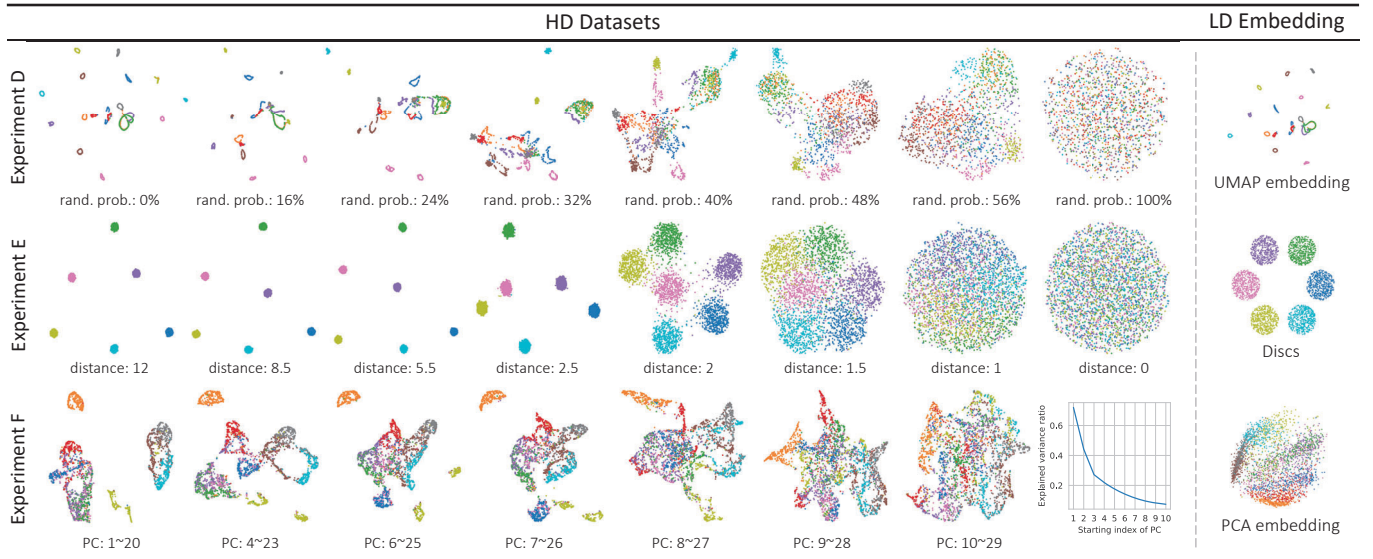 HD Datasets
LD Embedding
Experiment D
rand. prob.: 0%
rand. prob.: 16%
rand. prob.: 24%
rand. prob.: 32%
rand. prob.: 40%
rand. prob.: 48%
rand. prob.: 56%
rand. prob.: 100%
UMAP embedding
Experiment E
distance: 12
distance: 8.5
distance: 5.5
distance: 2.5
distance: 2
distance: 1.5
distance: 1
distance: 0
Discs
Experiment F
PC: 1~20
PC: 4~23
PC: 6~25
PC: 7~26
PC: 8~27
PC: 9~28
PC: 10~29
Explained variance ratio
0.6
0.4
0.2
1 2 3 4 5 6 7 8 9 10
Starting index of PC
PCA embedding